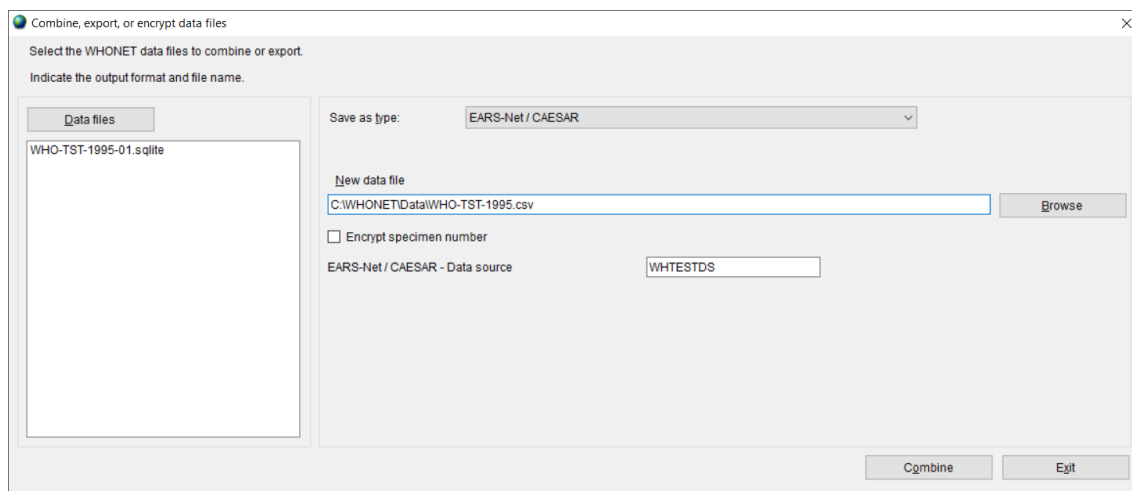 Combine, export, or encrypt data files
Select the WHONET data files to combine or export.
Indicate the output format and file name.
Data files
WHO-TST-1995-01.sqlite
Save as type:
EARS-Net / CAESAR
New data file
C:\WHONET\Data\WHO-TST-1995.csv
Browse
Encrypt specimen number
EARS-Net / CAESAR - Data source
WHTESTDS
Combine
Exit